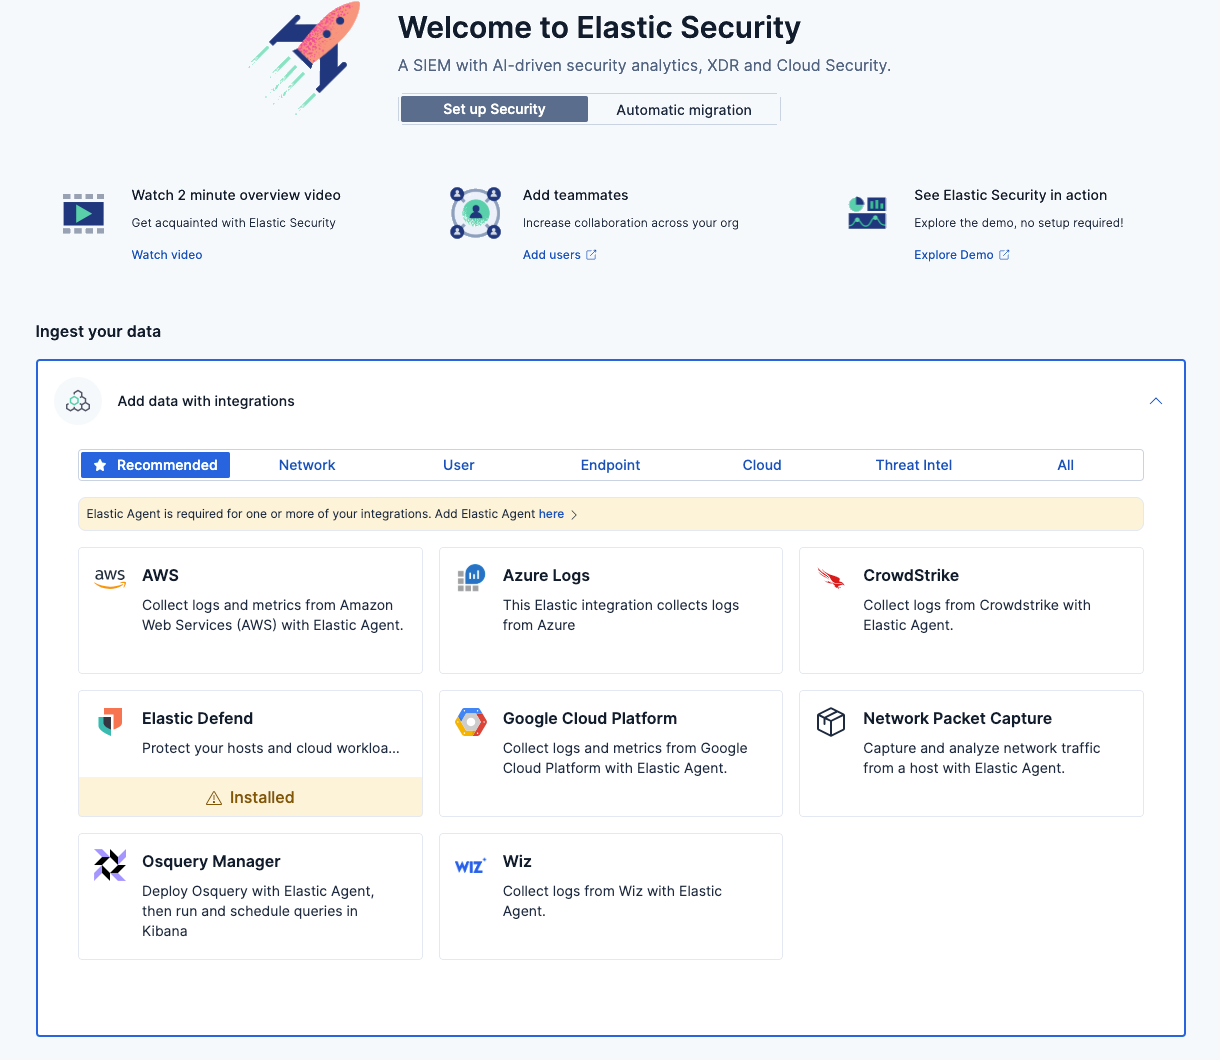 Welcome to Elastic Security
A SIEM with AI-driven security analytics, XDR and Cloud Security.
Set up Security
Automatic migration
Watch 2 minute overview video
Get acquainted with Elastic Security
Watch video
Add teammates
Increase collaboration across your org
Add users
See Elastic Security in action
Explore the demo, no setup required!
Explore Demo
Ingest your data
Add data with integrations
Recommended
Network
User
Endpoint
Cloud
Threat Intel
All
Elastic Agent is required for one or more of your integrations. Add Elastic Agent here
aws
AWS
Collect logs and metrics from Amazon
Web Services (AWS) with Elastic Agent.
Azure Logs
This Elastic integration collects logs
from Azure
CrowdStrike
Collect logs from Crowdstrike with
Elastic Agent.
Elastic Defend
Protect your hosts and cloud workloa...
Installed
Google Cloud Platform
Collect logs and metrics from Google
Cloud Platform with Elastic Agent.
Network Packet Capture
Capture and analyze network traffic
from a host with Elastic Agent.
Osquery Manager
Deploy Osquery with Elastic Agent,
then run and schedule queries in
Kibana
WIZ
Wiz
Collect logs from Wiz with Elastic
Agent.